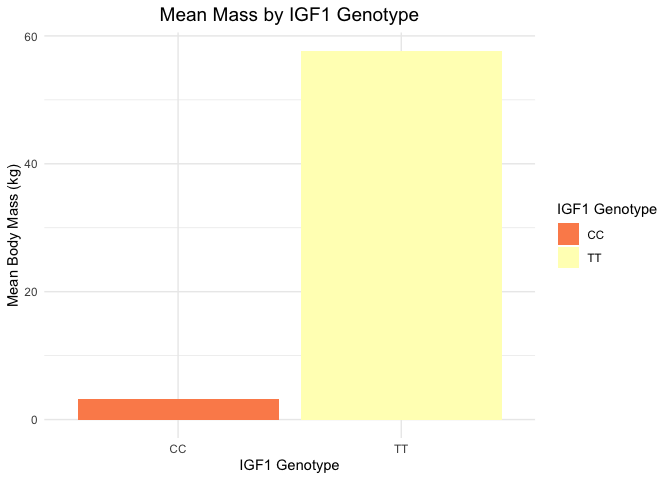 Mean Mass by IGF1 Genotype
Mean Body Mass (kg)
60
40
20
0
CC
TT
IGF1 Genotype
IGF1 Genotype
CC
TT